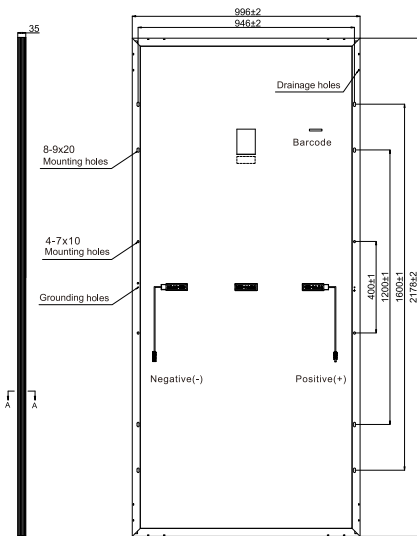 996±2
35
946±2
Drainage holes
Barcode
8-9x20
Mounting holes
4-7x10
Mounting holes
Grounding holes
400±1
1200±1
1600±1
2178±2
Negative(-)
Positive(+)
A
A